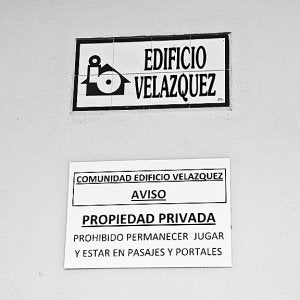 EDIFICIO
VELAZQUEZ
COMUNIDAD EDIFICIO VELAZQUEZ
AVISO
PROPIEDAD PRIVADA
PROHIBIDO PERMANECER JUGAR
Y ESTAR EN PASAJES Y PORTALES